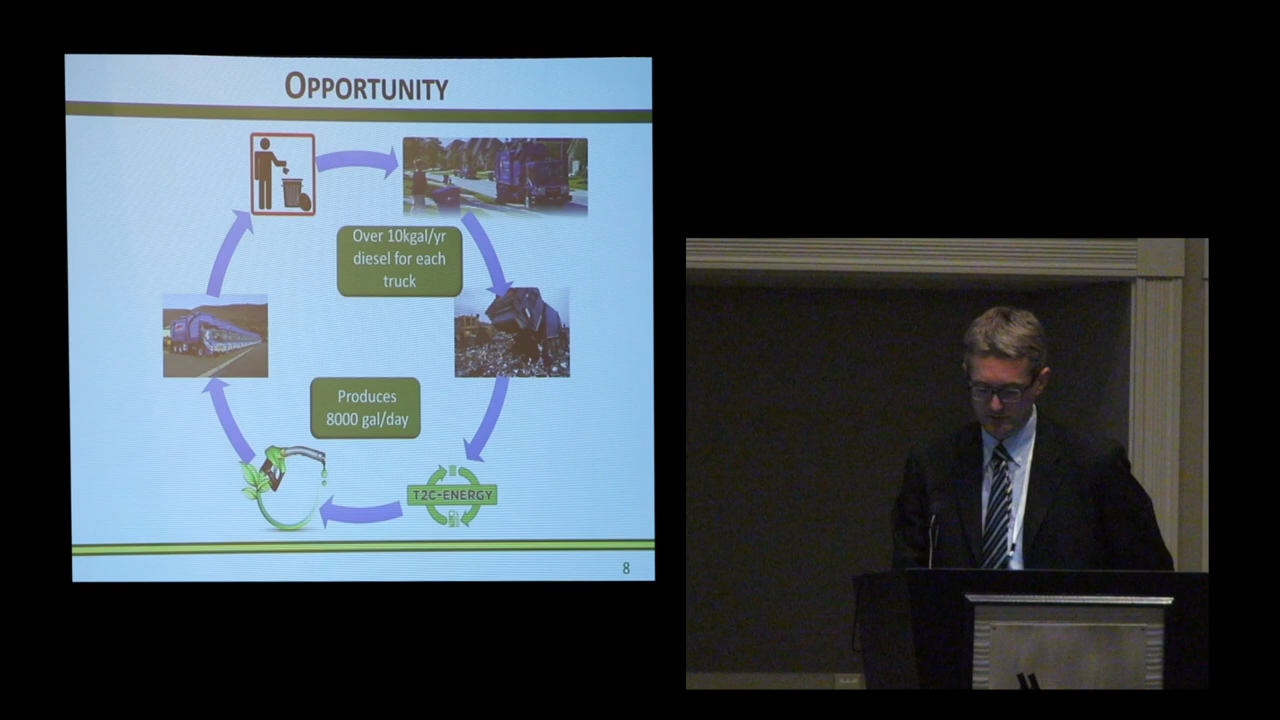 OPPORTUNITY
Over 10kgal/yr
diesel for each
truck
Produces
8000 gal/day
T2C-ENERGY
8